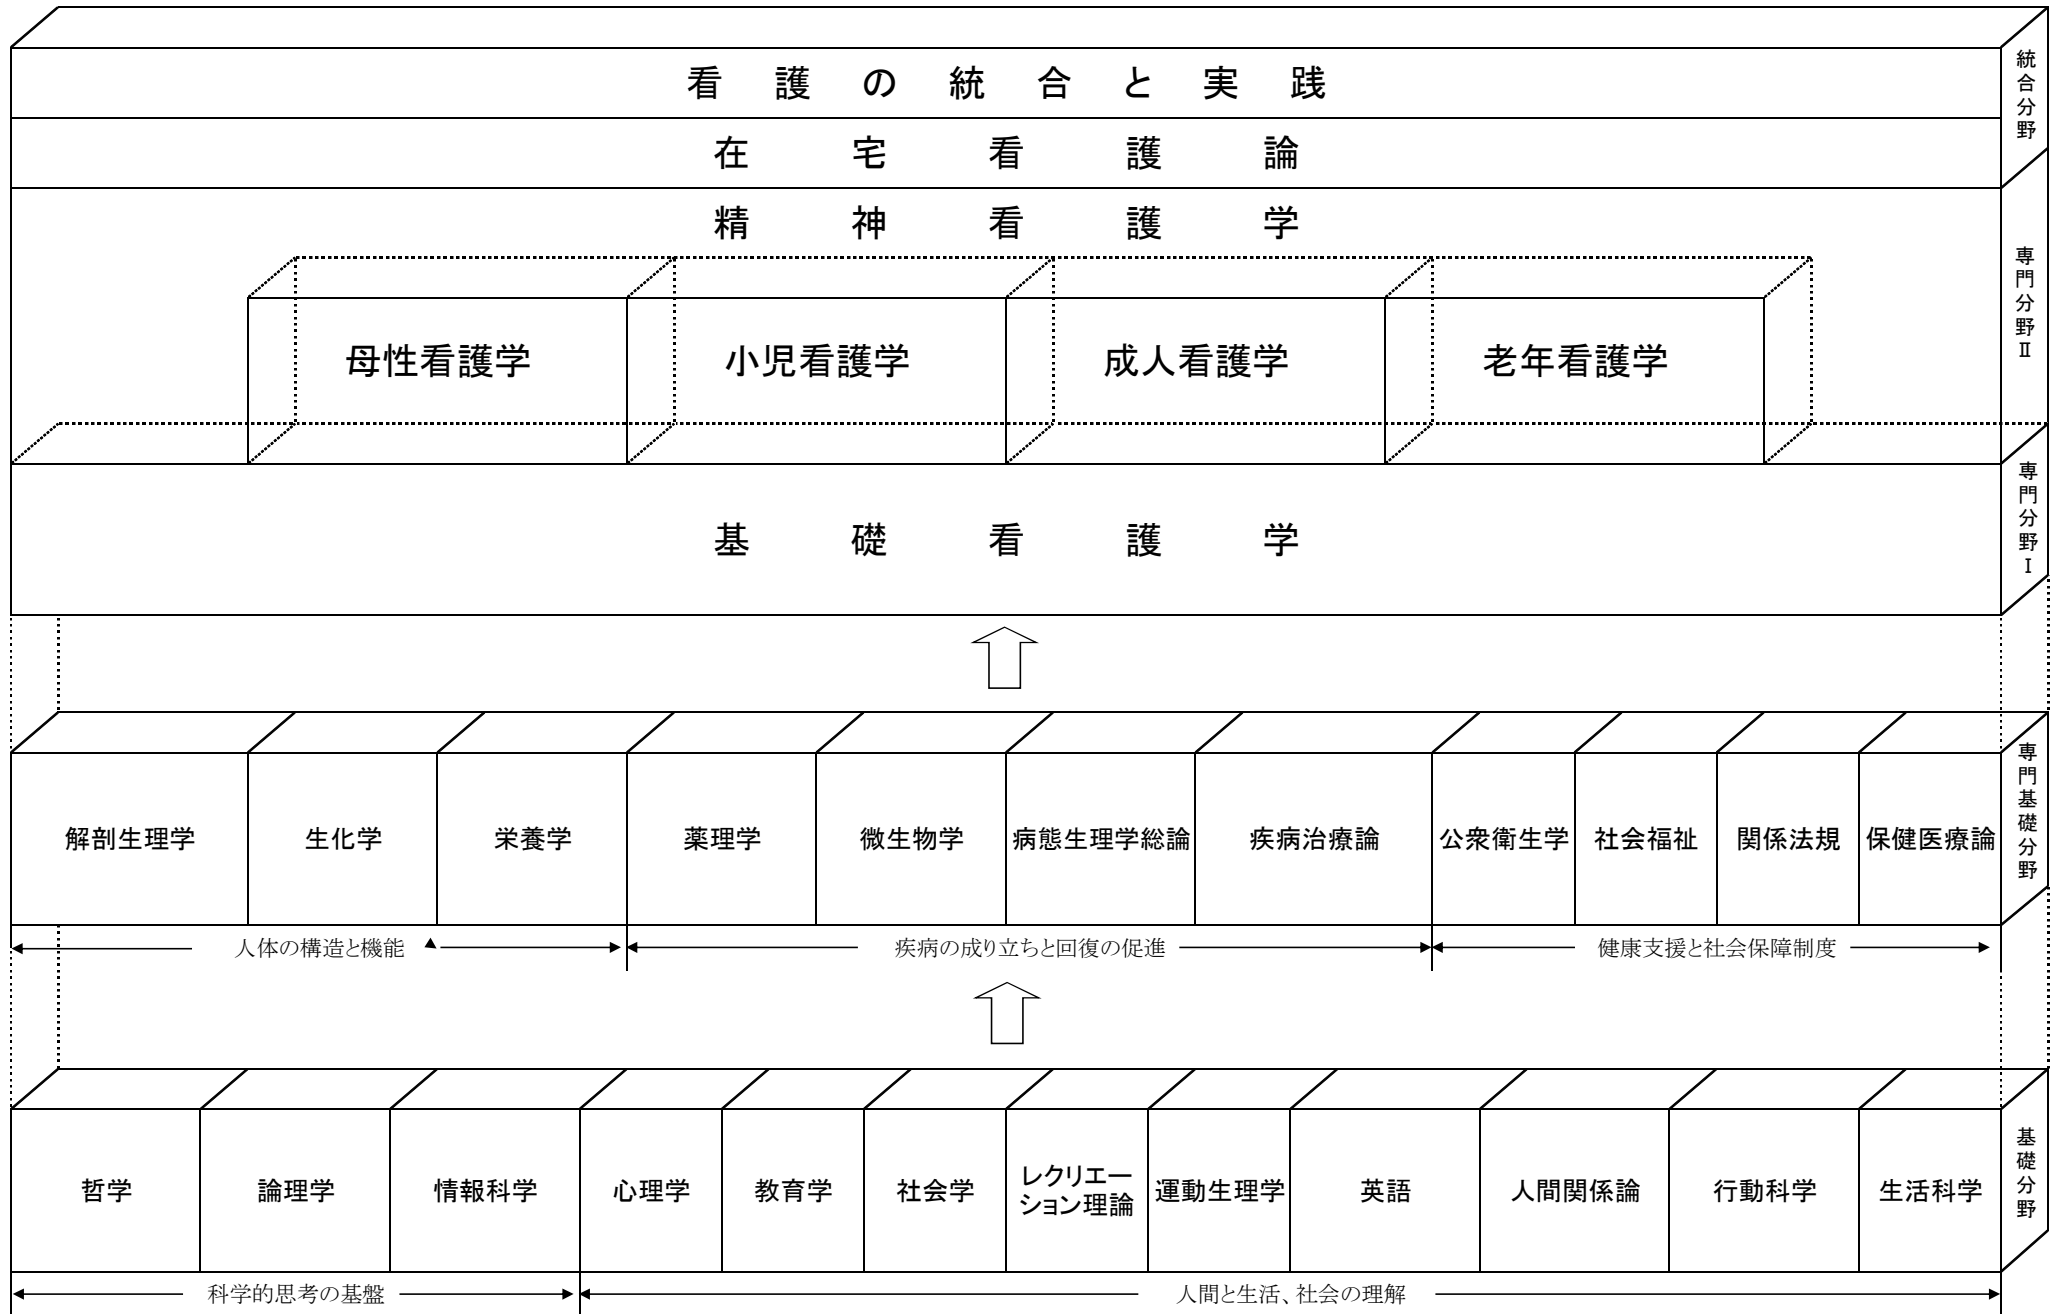 看護の統合と実践
統合分野
在宅看護論
精神看護学
専門分野Ⅱ
母性看護学
小児看護学
成人看護学
老年看護学
基礎看護学
専門分野Ⅰ
解剖生理学
生化学
栄養学
薬理学
微生物学
病態生理学総論
疾病治療論
公衆衛生学
社会福祉
関係法規
保健医療論
専門基礎分野
人体の構造と機能
疾病の成り立ちと回復の促進
健康支援と社会保障制度
哲学
論理学
情報科学
心理学
教育学
社会学
レクリエー
ション理論
運動生理学
英語
人間関係論
行動科学
生活科学
基礎分野
科学的思考の基盤
人間と生活、社会の理解